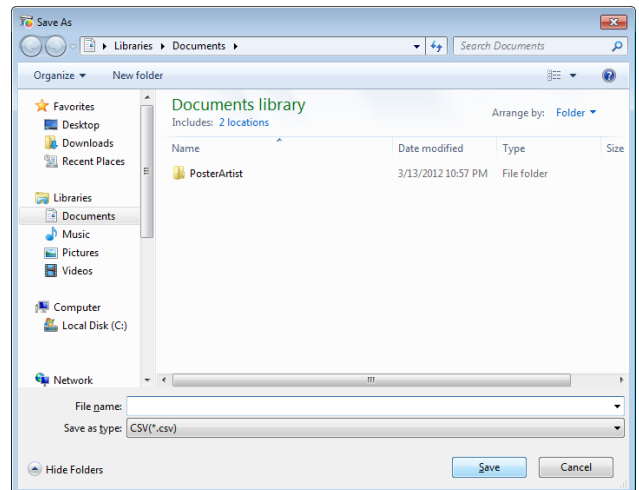 Save As
Libraries Documents
Search Documents
Organize New folder
Favorites
Desktop
Downloads
Recent Places
Libraries
Documents
Music
Pictures
Videos
Computer
Local Disk (C:)
Network
Documents library
Includes: 2 locations
Arrange by: Folder
Name Date modified Type Size
PosterArtist 3/13/2012 10:57 PM File folder
File name:
Save as type: CSV(*.csv)
Hide Folders
Save Cancel